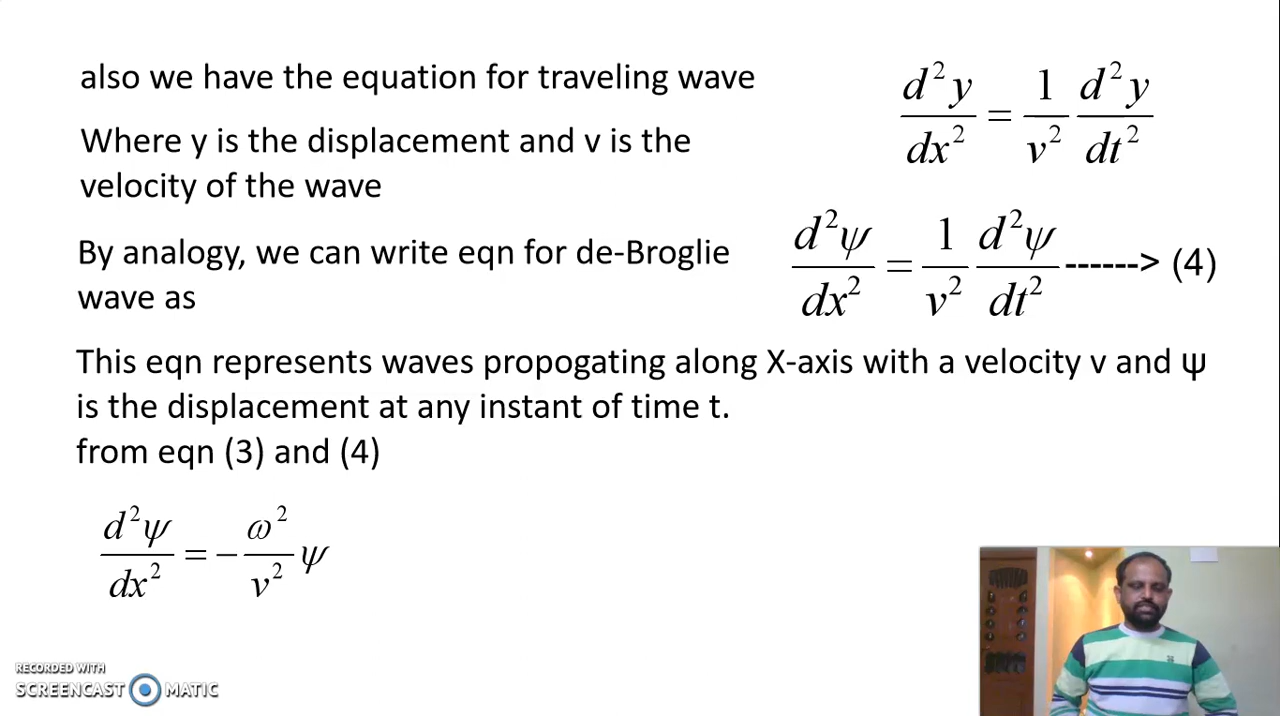 also we have the equation for traveling wave
d²y/dx² = 1/v² d²y/dt²
Where y is the displacement and v is the
velocity of the wave
By analogy, we can write eqn for de-Broglie
wave as
d²ψ/dx² = 1/v² d²ψ/dt² ------> (4)
This eqn represents waves propogating along X-axis with a velocity v and ψ
is the displacement at any instant of time t.
from eqn (3) and (4)
d²ψ/dx² = − ω²/v² ψ
RECORDED WITH
SCREENCAST MATIC